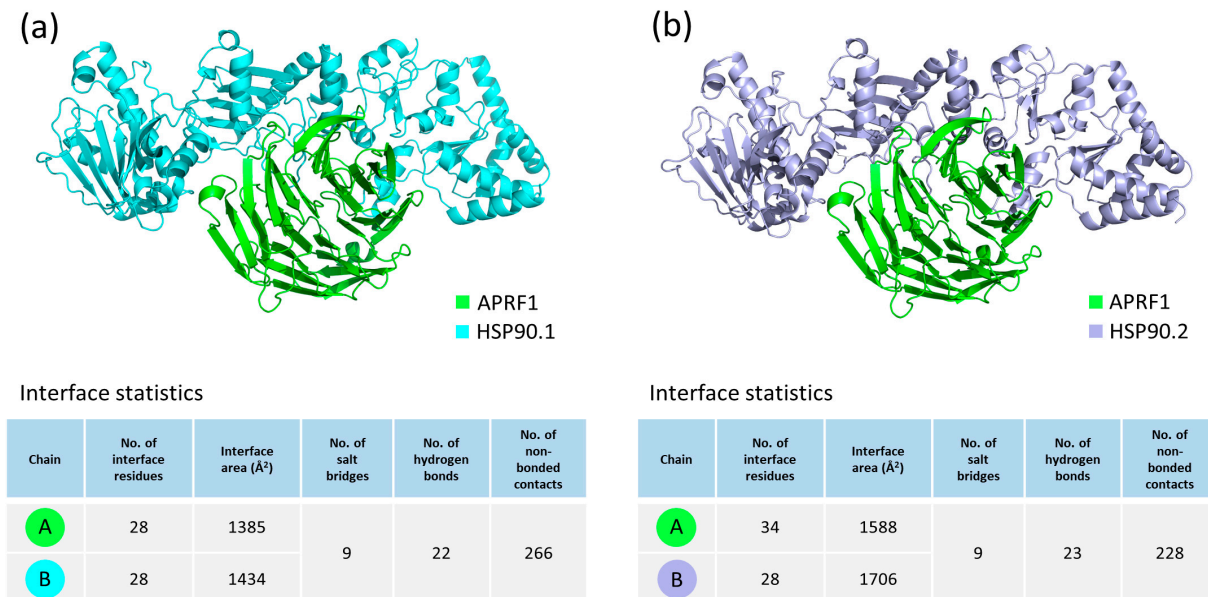 (a)
APRF1
HSP90.1
Interface statistics
Chain No. of interface residues Interface area (Å²) No. of salt bridges No. of hydrogen bonds No. of non-bonded contacts
A 28 1385 9 22 266
B 28 1434
(b)
APRF1
HSP90.2
Interface statistics
Chain No. of interface residues Interface area (Å²) No. of salt bridges No. of hydrogen bonds No. of non-bonded contacts
A 34 1588 9 23 228
B 28 1706